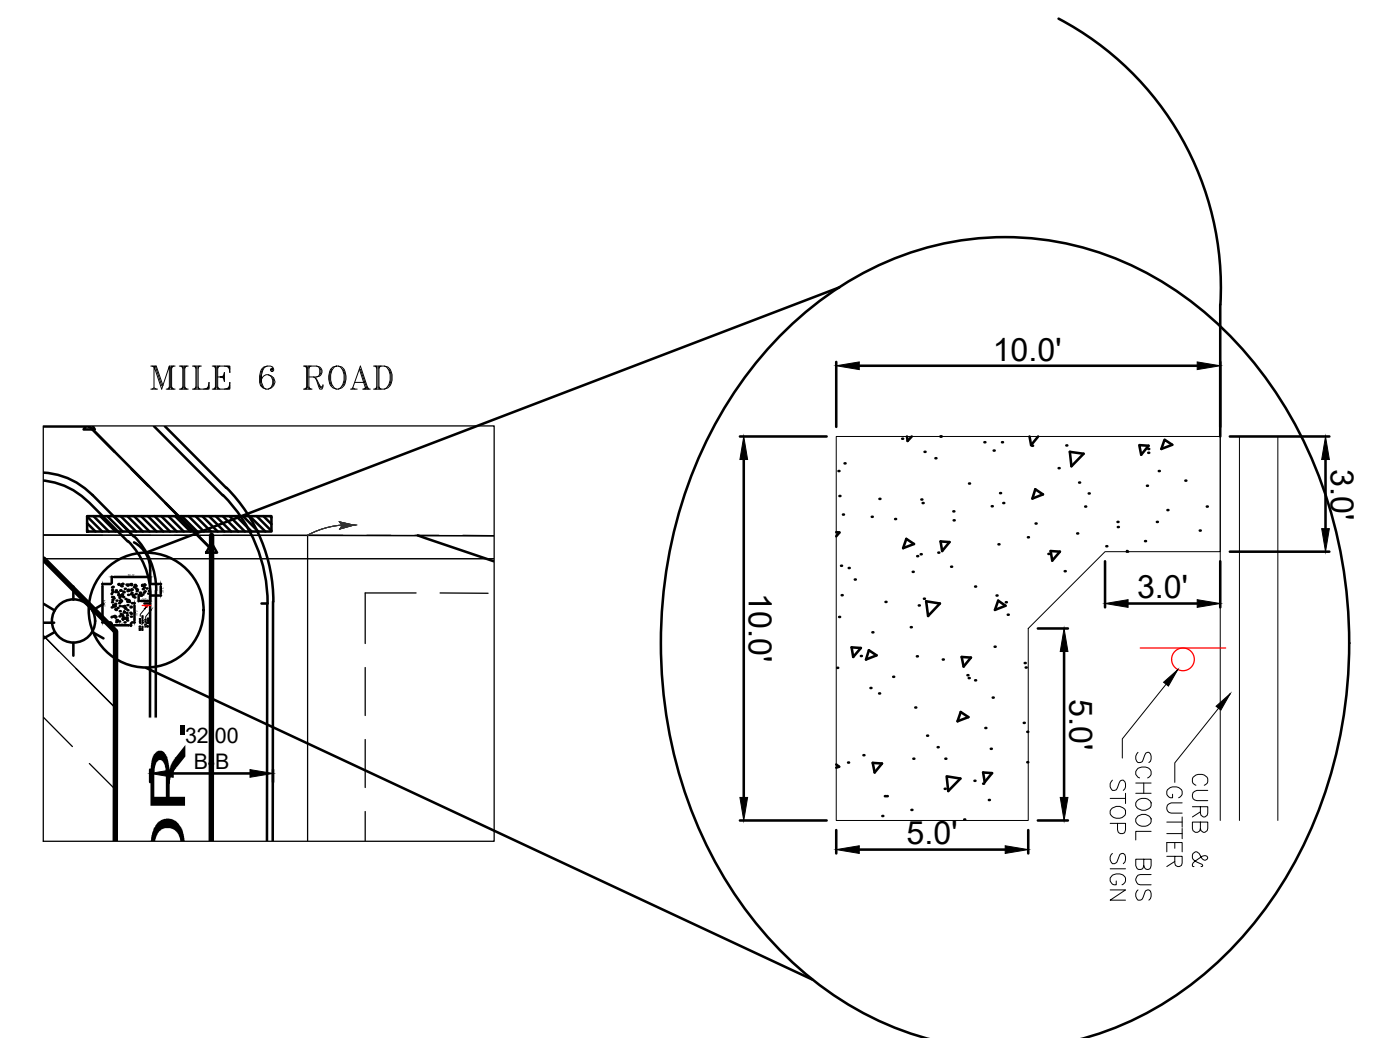 MILE 6 ROAD
32.00
B-B
DR.
10.0'
3.0'
3.0'
10.0'
5.0'
5.0'
CURB &
GUTTER
SCHOOL BUS
STOP SIGN